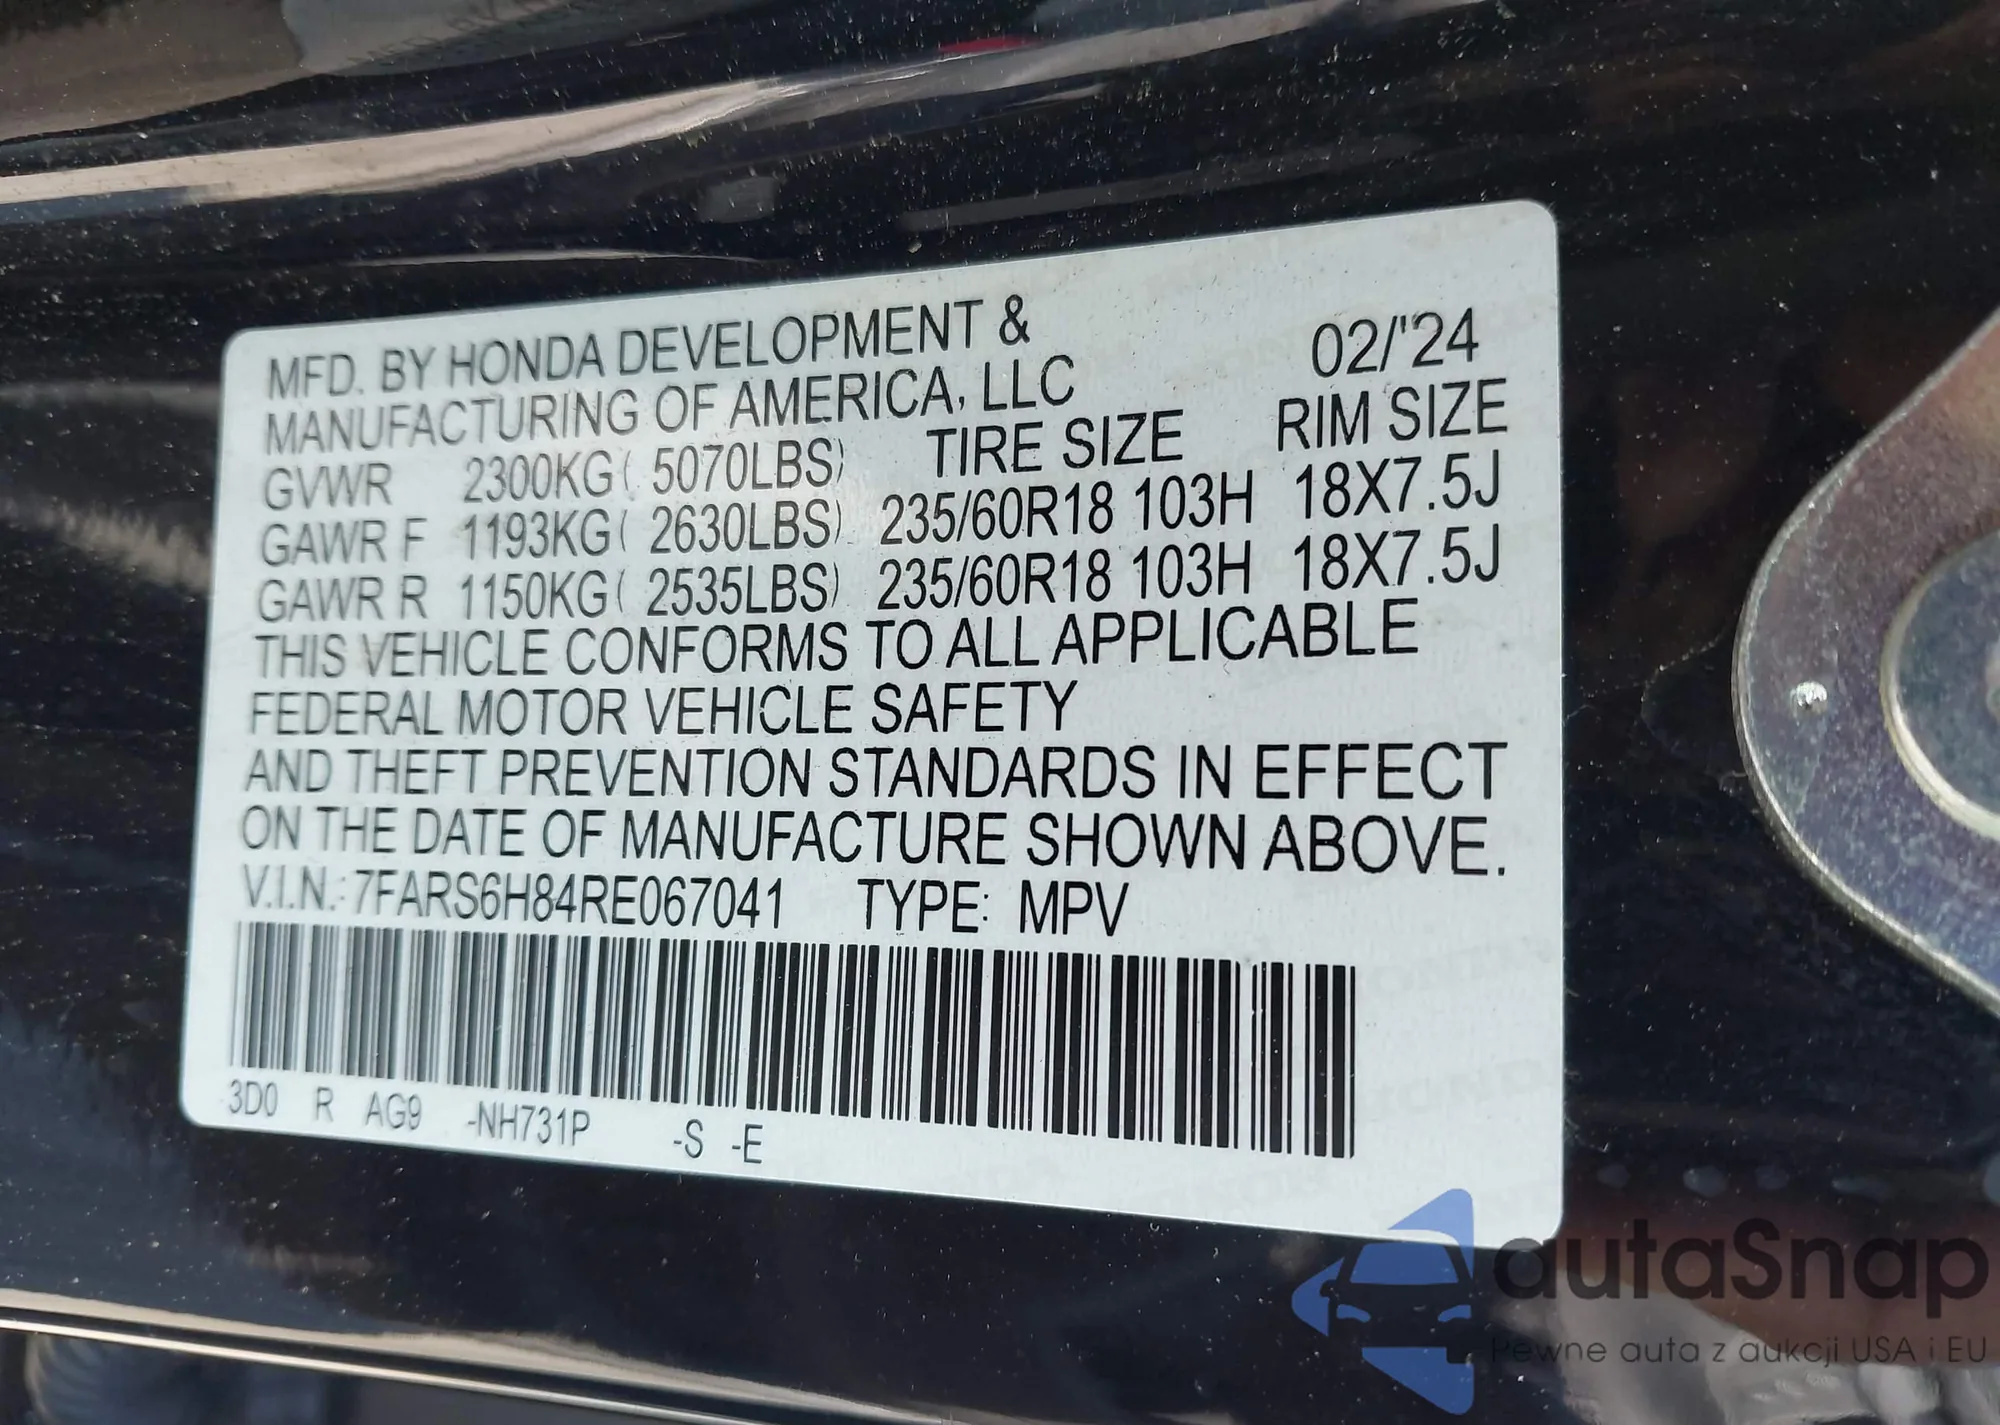 MFD. BY HONDA DEVELOPMENT & 02/'24
MANUFACTURING OF AMERICA, LLC
GVWR 2300KG( 5070LBS) TIRE SIZE RIM SIZE
GAWR F 1193KG( 2630LBS) 235/60R18 103H 18X7.5J
GAWR R 1150KG( 2535LBS) 235/60R18 103H 18X7.5J
THIS VEHICLE CONFORMS TO ALL APPLICABLE
FEDERAL MOTOR VEHICLE SAFETY
AND THEFT PREVENTION STANDARDS IN EFFECT
ON THE DATE OF MANUFACTURE SHOWN ABOVE.
V.I.N.:7FARS6H84RE067041 TYPE: MPV
3D0 R AG9 -NH731P -S -E
autaSnap
Pewne auta z aukcji USA i EU